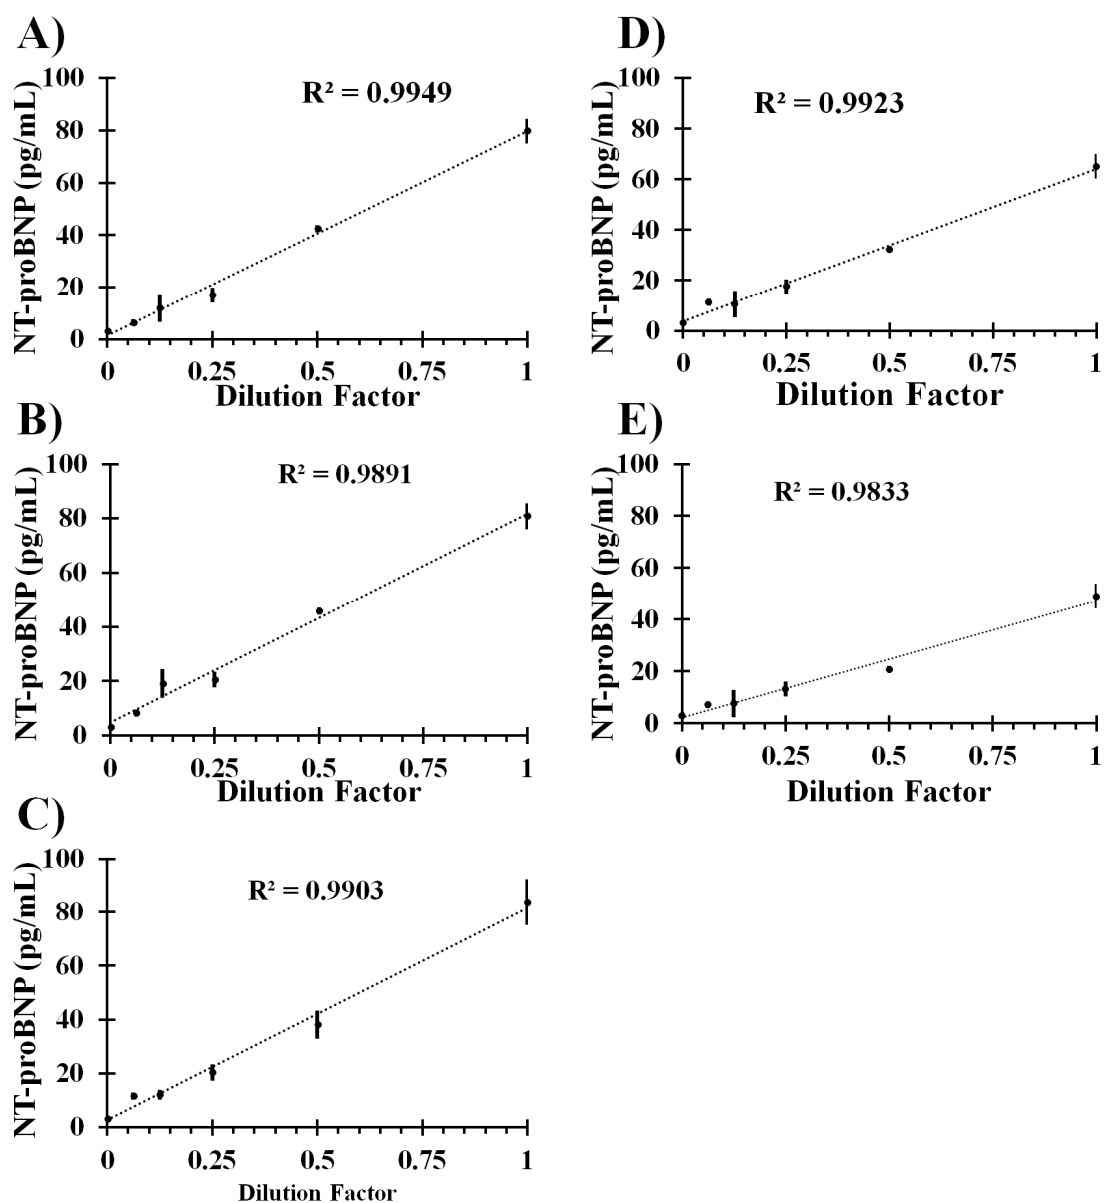 A)
NT-proBNP (pg/mL)
100
80
60
40
20
0
R² = 0.9949
0 0.25 0.5 0.75 1
Dilution Factor
B)
NT-proBNP (pg/mL)
100
80
60
40
20
0
R² = 0.9891
0 0.25 0.5 0.75 1
Dilution Factor
C)
NT-proBNP (pg/mL)
100
80
60
40
20
0
R² = 0.9903
0 0.25 0.5 0.75 1
Dilution Factor
D)
NT-proBNP (pg/mL)
100
80
60
40
20
0
R² = 0.9923
0 0.25 0.5 0.75 1
Dilution Factor
E)
NT-proBNP (pg/mL)
100
80
60
40
20
0
R² = 0.9833
0 0.25 0.5 0.75 1
Dilution Factor